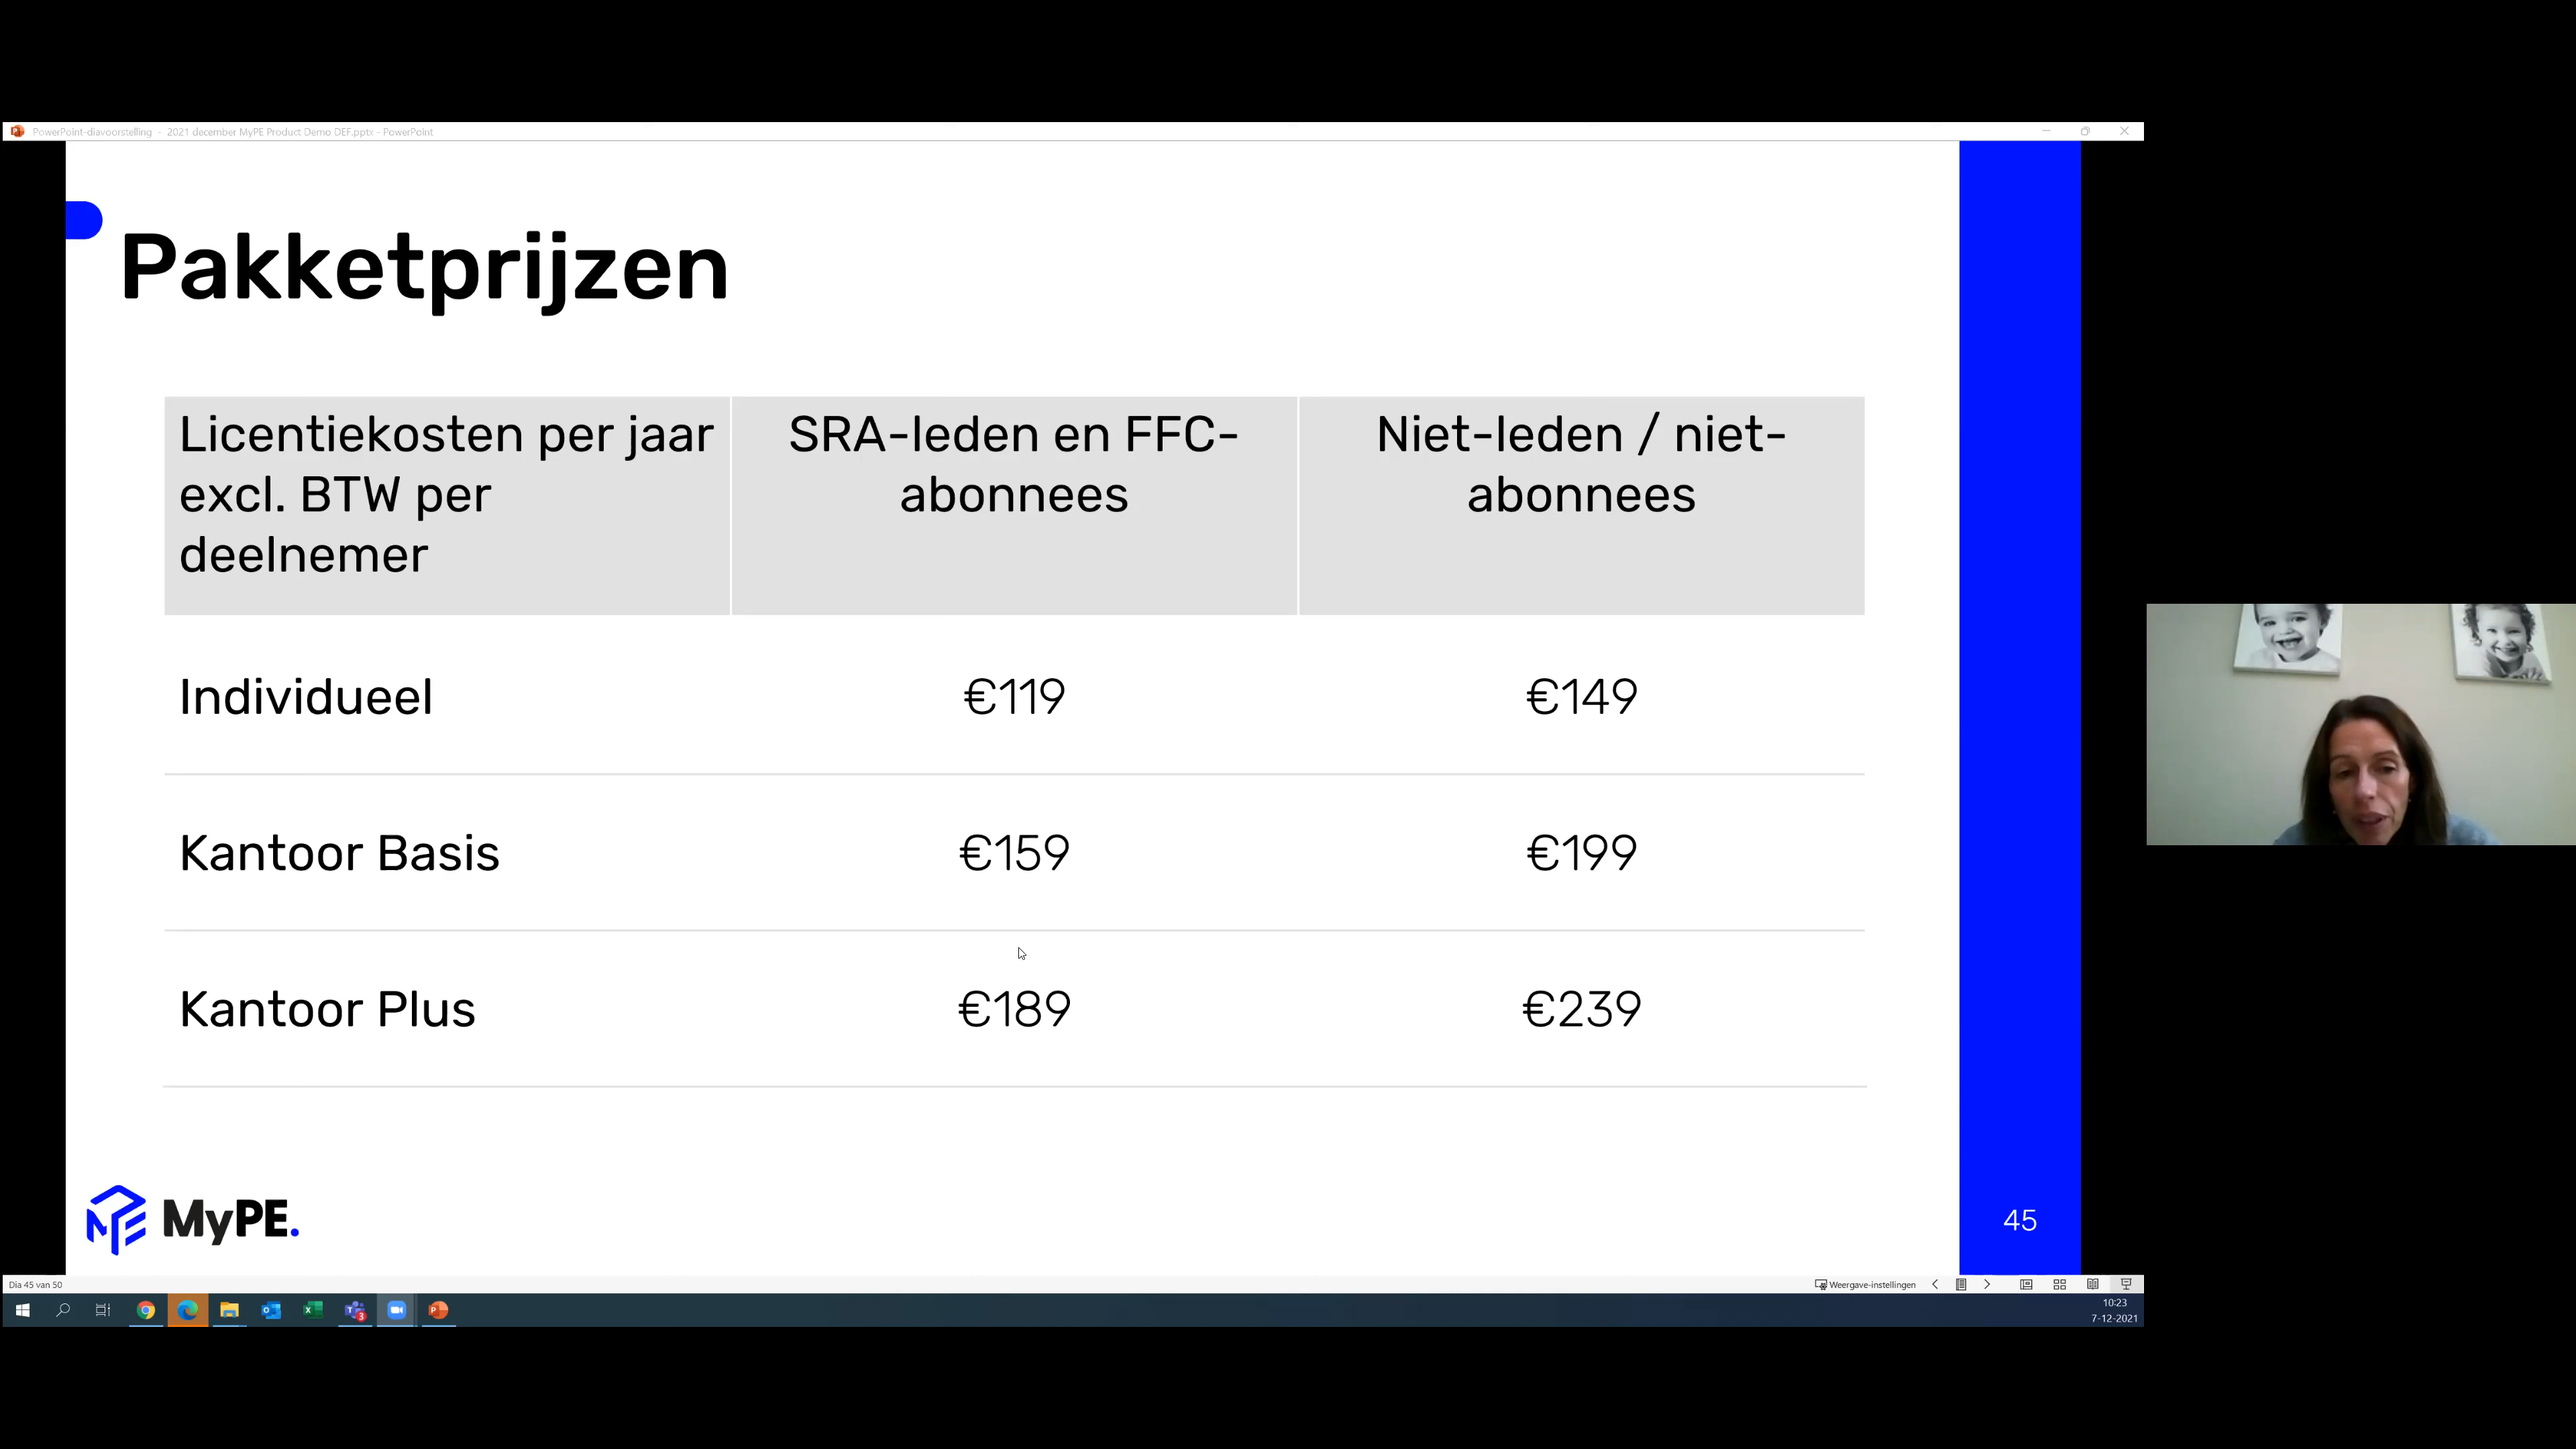 PowerPoint-diavoorstelling - 2021 december MyPE Product Demo DEF.pptx - PowerPoint
Pakketprijzen
Licentiekosten per jaar
excl. BTW per
deelnemer
SRA-leden en FFC-
abonnees
Niet-leden / niet-
abonnees
Individueel €119 €149
Kantoor Basis €159 €199
Kantoor Plus €189 €239
MyPE.
45
Dia 45 van 50
Weergave-instellingen
3
10:23
7-12-2021